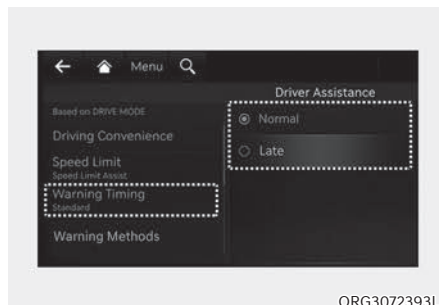 Menu
Driver Assistance
Based on DRIVE MODE
Driving Convenience
Speed Limit
Speed Limit Assist
Warning Timing
Standard
Warning Methods
Normal
Late
ORG3072393L